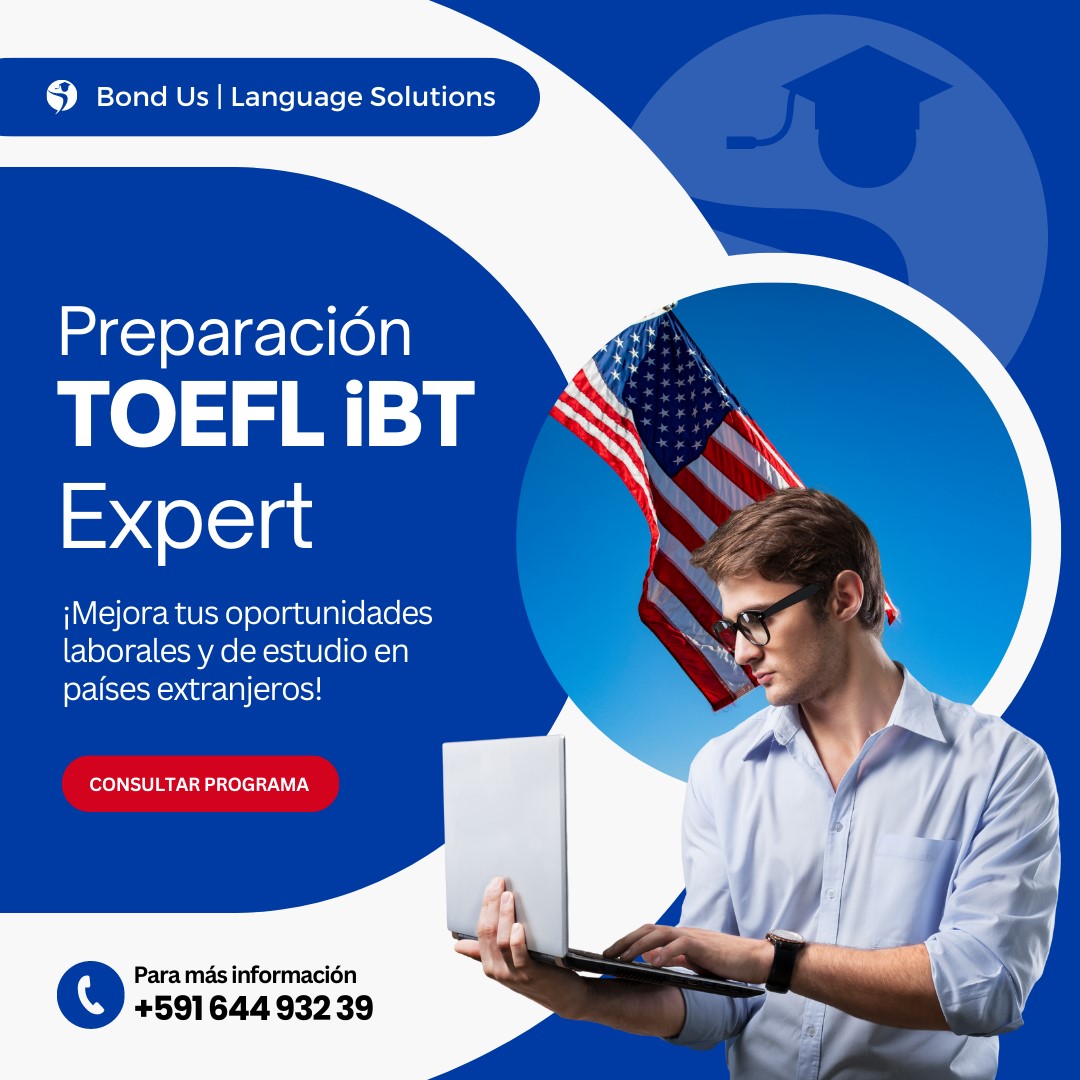 Bond Us | Language Solutions
Preparación
TOEFL iBT
Expert
¡Mejora tus oportunidades
laborales y de estudio en
países extranjeros!
CONSULTAR PROGRAMA
Para más información
+591 644 932 39